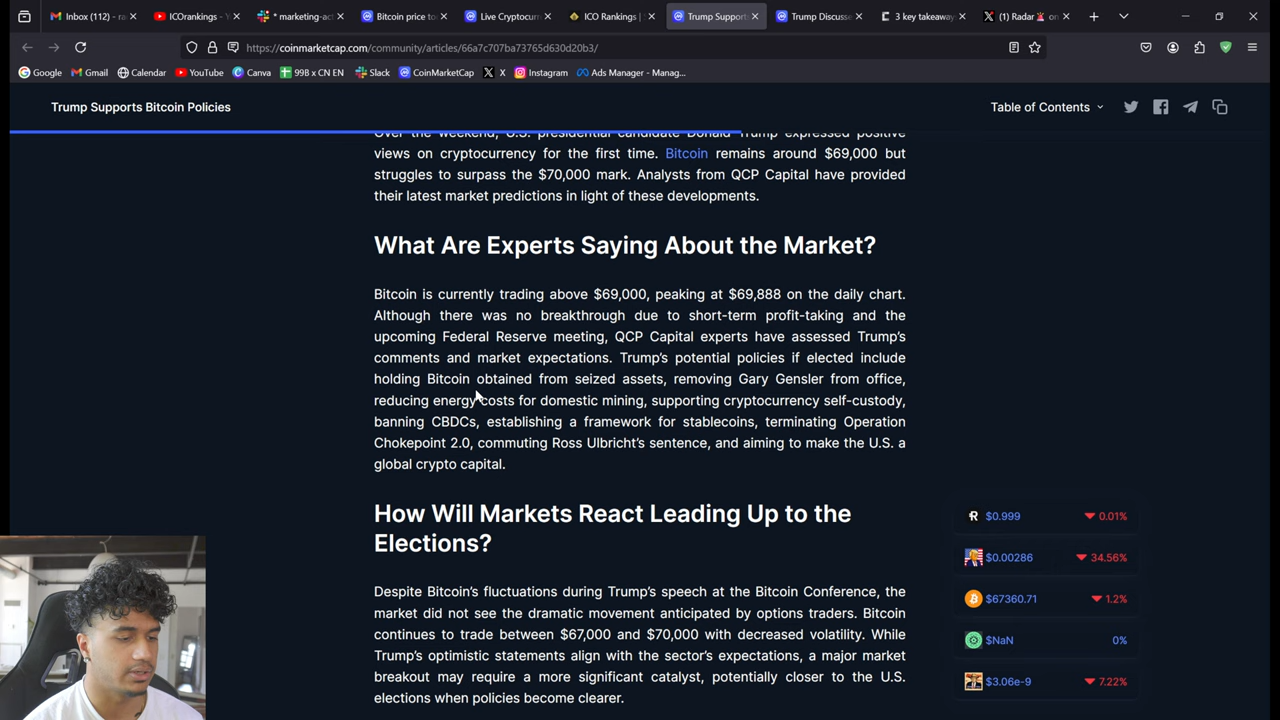 Inbox (112) - ra
ICOrankings - Y
* marketing-act
Bitcoin price to
Live Cryptocurr
ICO Rankings |
Trump Support
Trump Discusse
3 key takeaway
(1) Radar🚨 on
https://coinmarketcap.com/community/articles/66a7c707ba73765d630d20b3/
Google Gmail Calendar YouTube Canva 99B x CN EN Slack CoinMarketCap X Instagram Ads Manager - Manag...
Trump Supports Bitcoin Policies
Table of Contents
Over the weekend, U.S. presidential candidate Donald Trump expressed positive
views on cryptocurrency for the first time. Bitcoin remains around $69,000 but
struggles to surpass the $70,000 mark. Analysts from QCP Capital have provided
their latest market predictions in light of these developments.
What Are Experts Saying About the Market?
Bitcoin is currently trading above $69,000, peaking at $69,888 on the daily chart.
Although there was no breakthrough due to short-term profit-taking and the
upcoming Federal Reserve meeting, QCP Capital experts have assessed Trump's
comments and market expectations. Trump's potential policies if elected include
holding Bitcoin obtained from seized assets, removing Gary Gensler from office,
reducing energy costs for domestic mining, supporting cryptocurrency self-custody,
banning CBDCs, establishing a framework for stablecoins, terminating Operation
Chokepoint 2.0, commuting Ross Ulbricht's sentence, and aiming to make the U.S. a
global crypto capital.
How Will Markets React Leading Up to the
Elections?
Despite Bitcoin's fluctuations during Trump's speech at the Bitcoin Conference, the
market did not see the dramatic movement anticipated by options traders. Bitcoin
continues to trade between $67,000 and $70,000 with decreased volatility. While
Trump's optimistic statements align with the sector's expectations, a major market
breakout may require a more significant catalyst, potentially closer to the U.S.
elections when policies become clearer.
$0.999 0.01%
$0.00286 34.56%
$67360.71 1.2%
$NaN 0%
$3.06e-9 7.22%